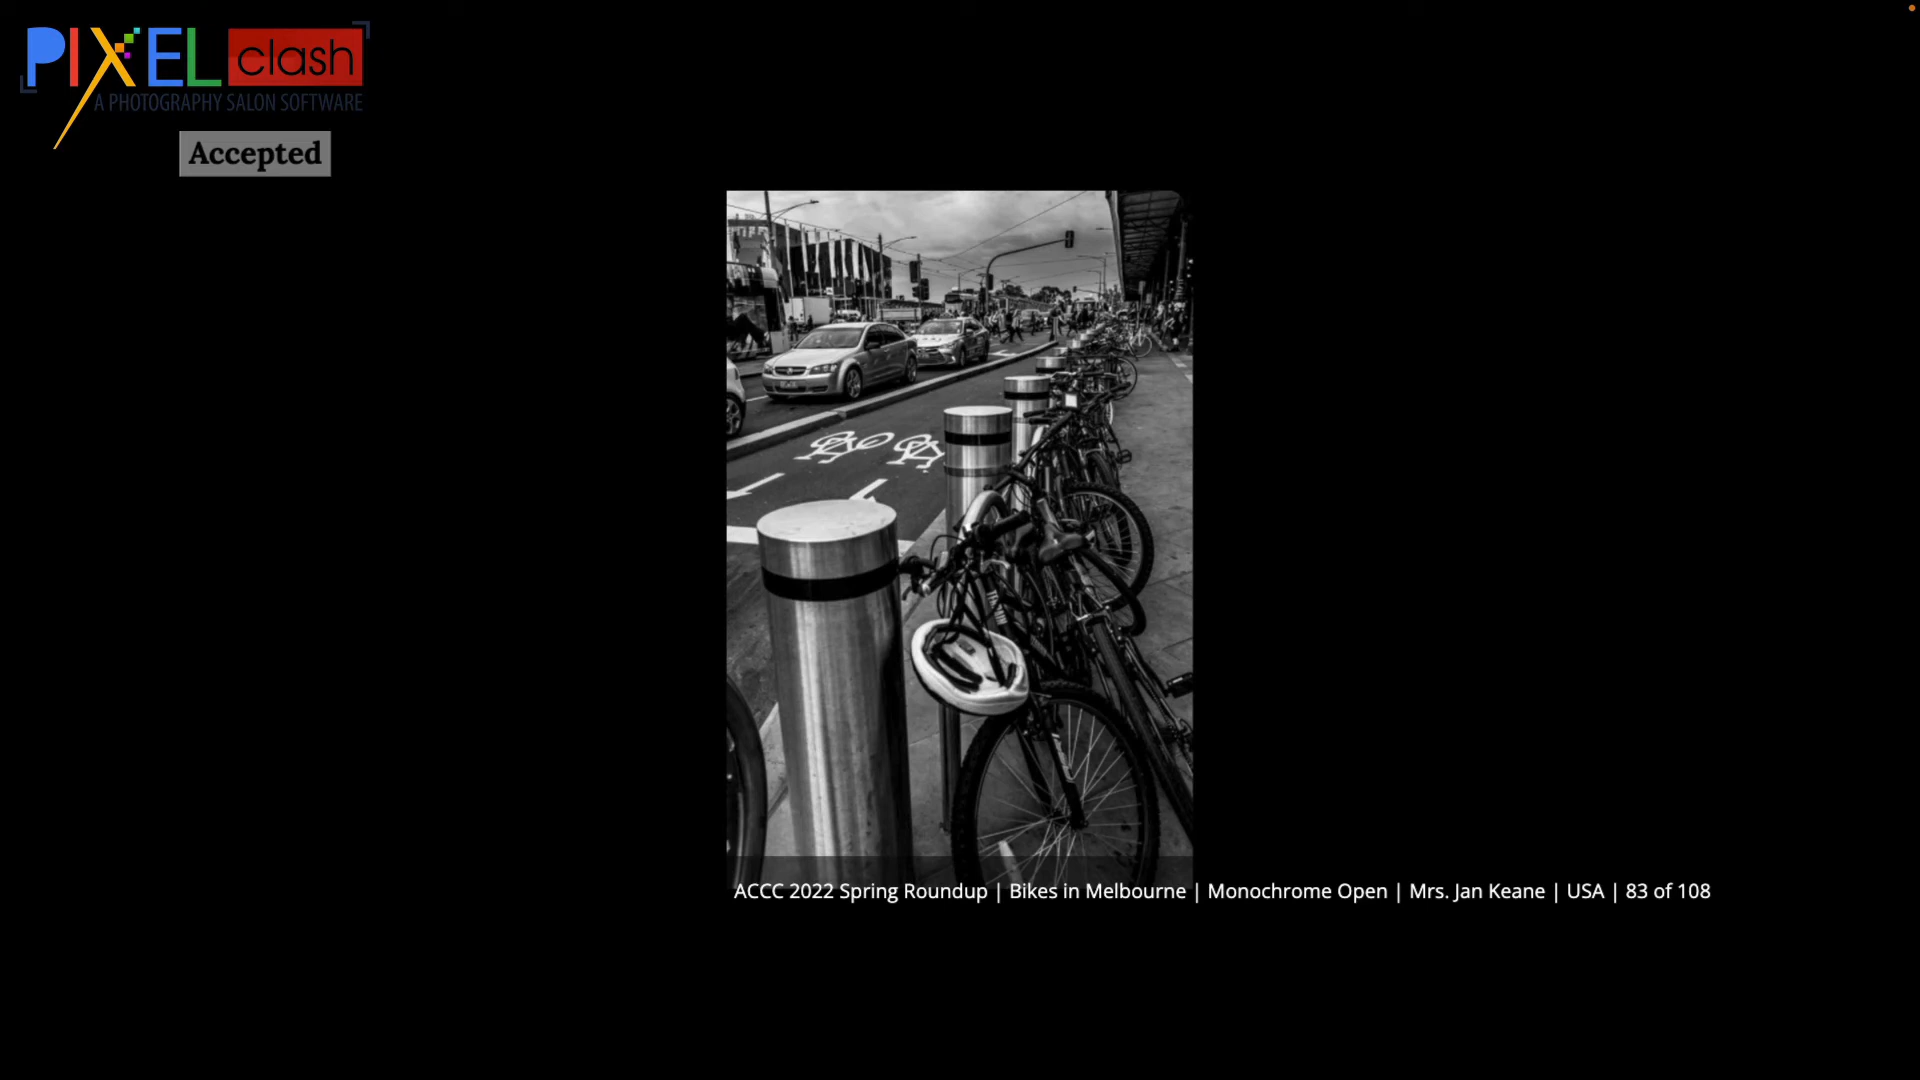 PIXEL clash
A PHOTOGRAPHY SALON SOFTWARE
Accepted
ACCC 2022 Spring Roundup | Bikes in Melbourne | Monochrome Open | Mrs. Jan Keane | USA | 83 of 108